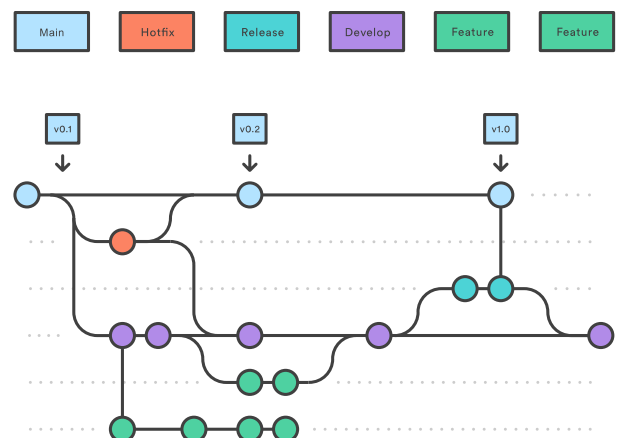 Main
Hotfix
Release
Develop
Feature
Feature
v0.1
v0.2
v1.0